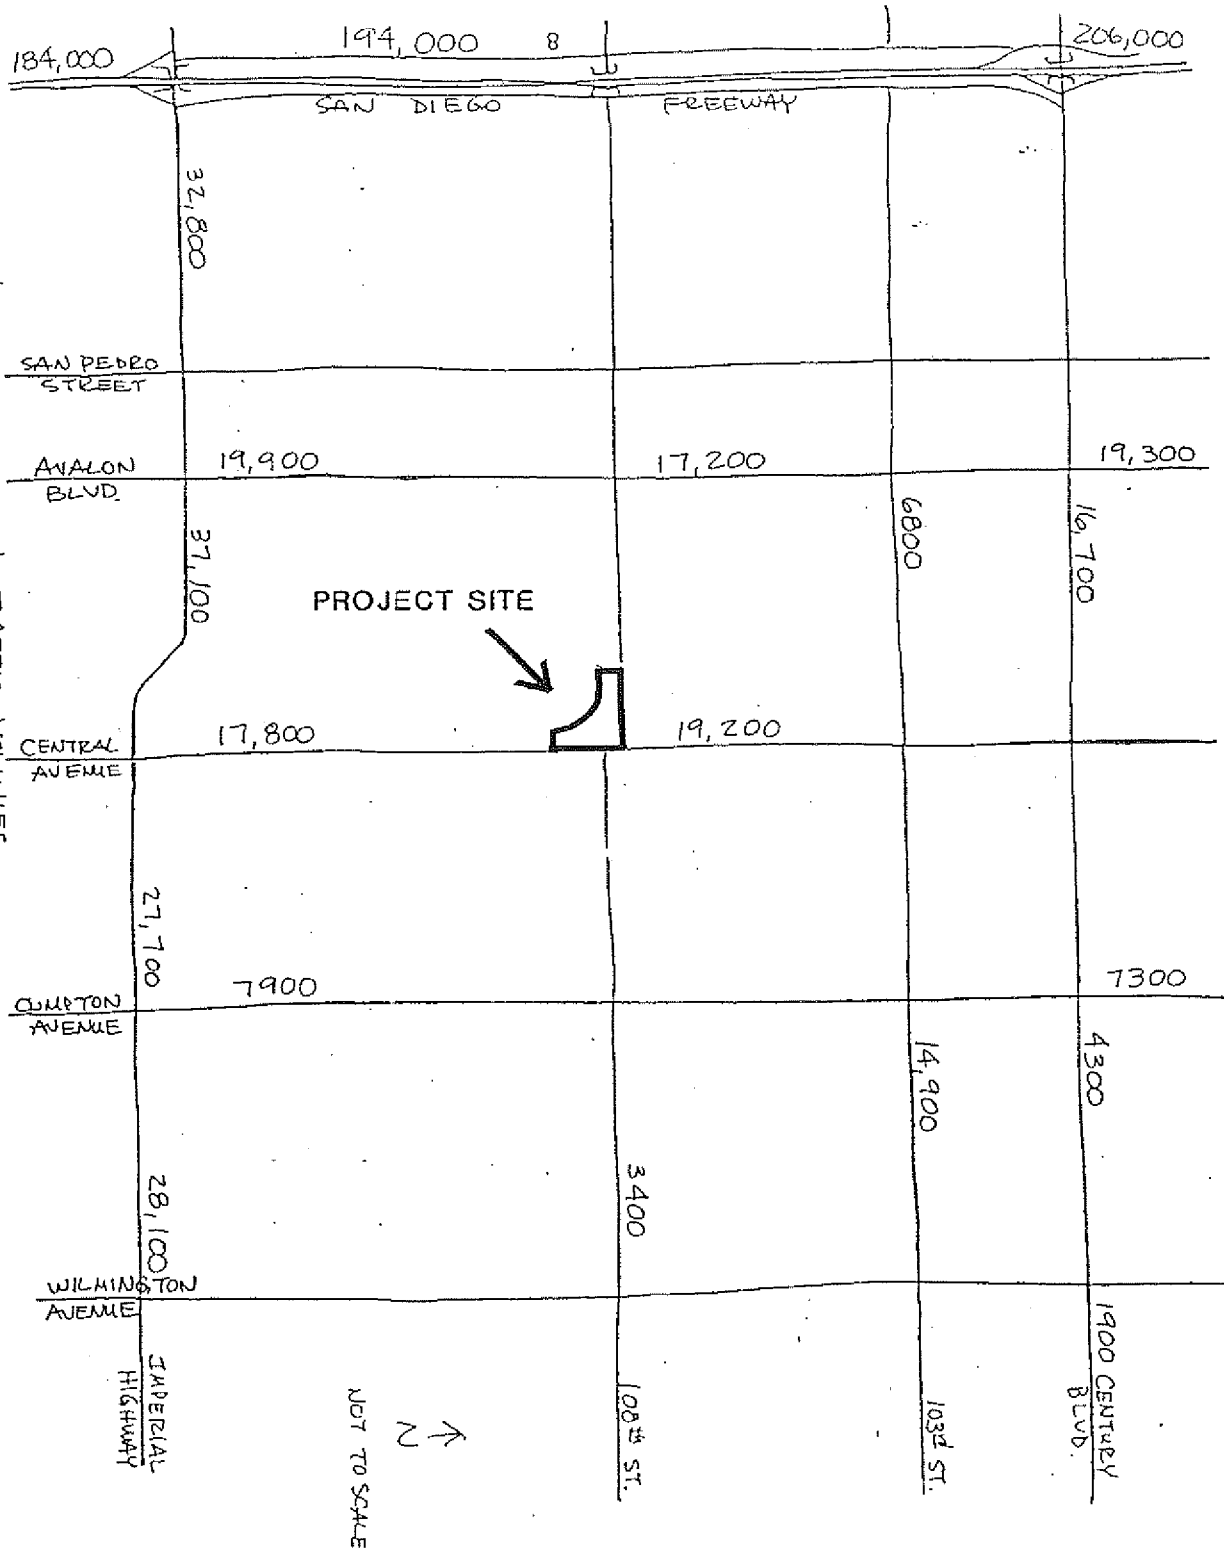 184,000
194,000
8
206,000
SAN DIEGO FREEWAY
32,800
SAN PEDRO
STREET
AVALON
BLVD.
19,900
17,200
19,300
37,100
6800
16,700
PROJECT SITE
CENTRAL
AVENUE
17,800
19,200
27,700
COMPTON
AVENUE
7900
7300
14,900
4300
28,100
3400
WILMINGTON
AVENUE
1900
IMPERIAL
HIGHWAY
NOT TO SCALE
N
108th ST.
103rd ST.
CENTURY
BLVD.